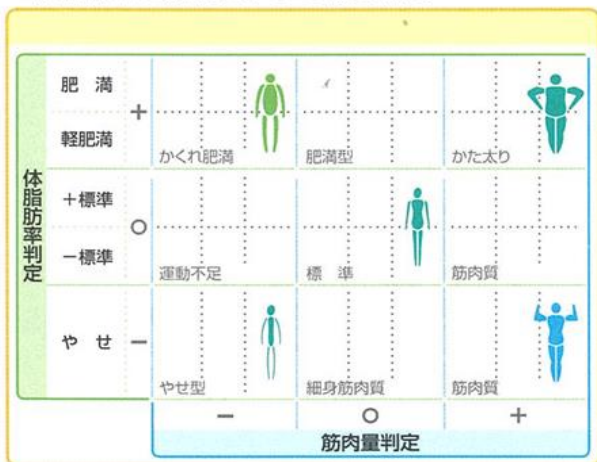 体脂肪率判定
肥 満
軽肥満
+
かくれ肥満
肥満型
かた太り
+標準
−標準
○
運動不足
標 準
筋肉質
や せ
−
やせ型
細身筋肉質
筋肉質
− ○ +
筋肉量判定